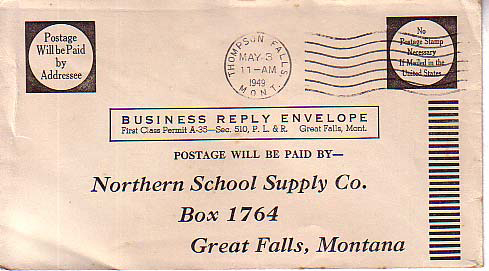 Postage
Will be Paid
by
Addressee
THOMPSON FALLS
MAY 3
11-AM
1949
MONT.
No
Postage Stamp
Necessary
If Mailed in the
United States
BUSINESS REPLY ENVELOPE
First Class Permit A-35—Sec. 510, P. L. & R. Great Falls, Mont.
POSTAGE WILL BE PAID BY—
Northern School Supply Co.
Box 1764
Great Falls, Montana